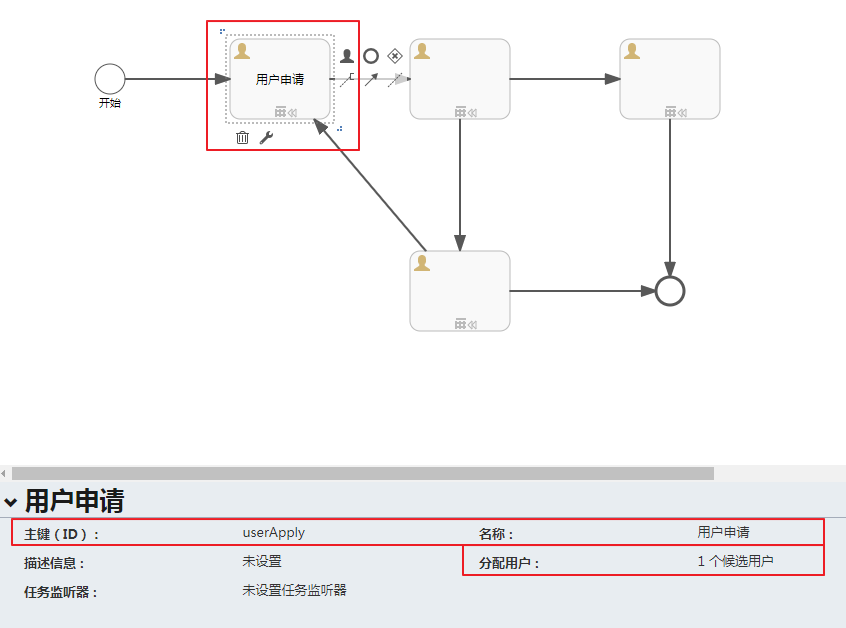 用户申请
开始
用户申请
主键（ID）： userApply 名称： 用户申请
描述信息： 未设置 分配用户： 1 个候选用户
任务监听器： 未设置任务监听器